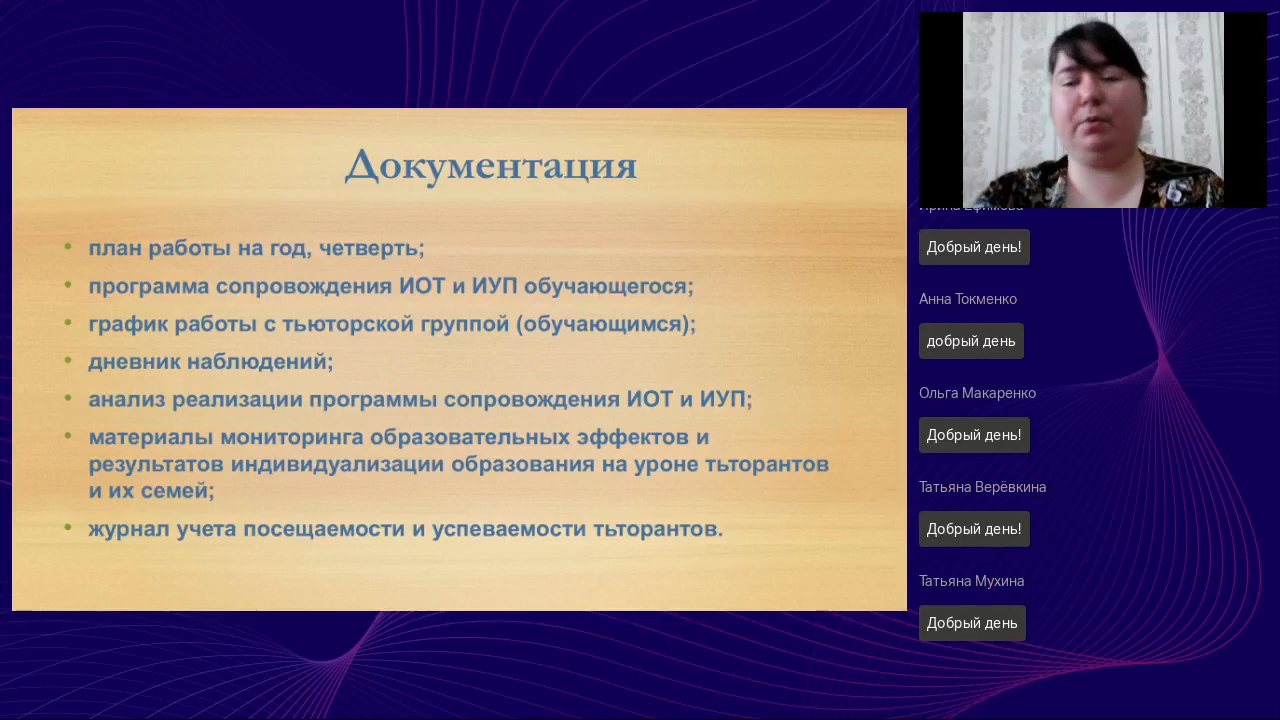 Документация
план работы на год, четверть;
программа сопровождения ИОТ и ИУП обучающегося;
график работы с тьюторской группой (обучающимся);
дневник наблюдений;
анализ реализации программы сопровождения ИОТ и ИУП;
материалы мониторинга образовательных эффектов и
результатов индивидуализации образования на уроне тьторантов
и их семей;
журнал учета посещаемости и успеваемости тьторантов.
Ирина Ефимова
Добрый день!
Анна Токменко
добрый день
Ольга Макаренко
Добрый день!
Татьяна Верёвкина
Добрый день!
Татьяна Мухина
Добрый день